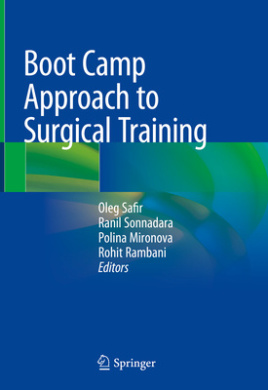 Boot Camp
Approach to
Surgical Training
Oleg Safir
Ranil Sonnadara
Polina Mironova
Rohit Rambani
Editors
Springer